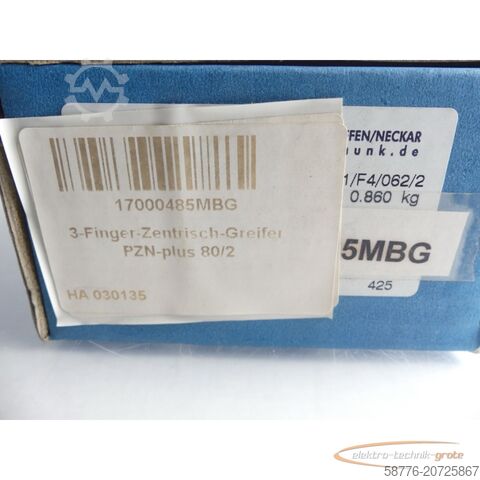 FFEN/NECKAR
unk.de
1/F4/062/2
0.860 kg
5MBG
425
17000485MBG
3-Finger-Zentrisch-Greifer
PZN-plus 80/2
HA 030135
elektro-technik-grote
58776-20725867